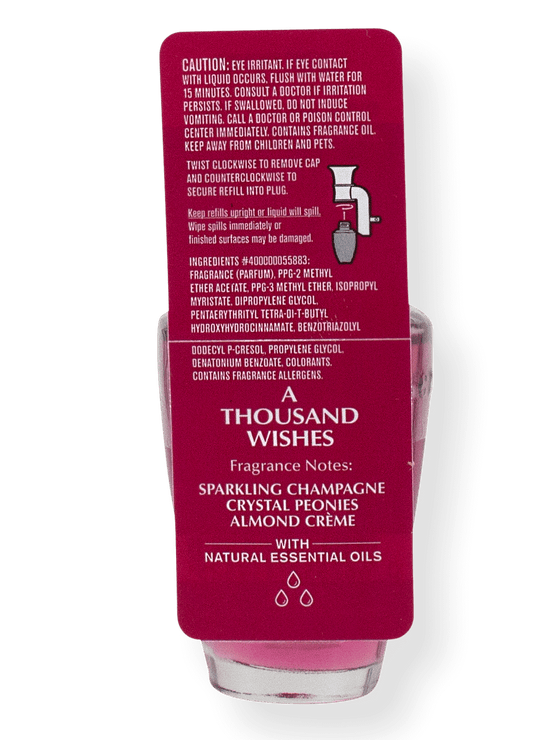 CAUTION: EYE IRRITANT. IF EYE CONTACT
WITH LIQUID OCCURS, FLUSH WITH WATER FOR
15 MINUTES. CONSULT A DOCTOR IF IRRITATION
PERSISTS. IF SWALLOWED, DO NOT INDUCE
VOMITING. CALL A DOCTOR OR POISON CONTROL
CENTER IMMEDIATELY. CONTAINS FRAGRANCE OIL.
KEEP AWAY FROM CHILDREN AND PETS.
TWIST CLOCKWISE TO REMOVE CAP
AND COUNTERCLOCKWISE TO
SECURE REFILL INTO PLUG.
Keep refills upright or liquid will spill.
Wipe spills immediately or
finished surfaces may be damaged.
INGREDIENTS #400000055883:
FRAGRANCE (PARFUM), PPG-2 METHYL
ETHER ACETATE, PPG-3 METHYL ETHER, ISOPROPYL
MYRISTATE, DIPROPYLENE GLYCOL,
PENTAERYTHRITYL TETRA-DI-T-BUTYL
HYDROXYHYDROCINNAMATE, BENZOTRIAZOLYL
DODECYL P-CRESOL, PROPYLENE GLYCOL,
DENATONIUM BENZOATE, COLORANTS.
CONTAINS FRAGRANCE ALLERGENS.
A
THOUSAND
WISHES
Fragrance Notes:
SPARKLING CHAMPAGNE
CRYSTAL PEONIES
ALMOND CRÈME
WITH
NATURAL ESSENTIAL OILS